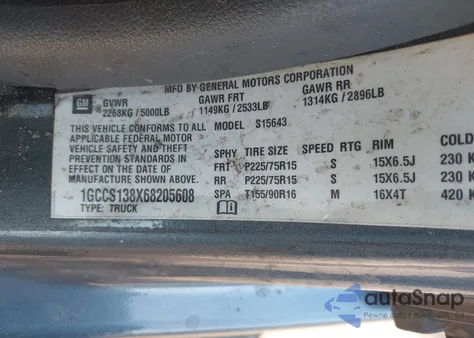 MFD BY GENERAL MOTORS CORPORATION
GM GVWR GAWR FRT GAWR RR
2268KG/5000LB 1149KG/2533LB 1314KG/2896LB
THIS VEHICLE CONFORMS TO ALL S15643
APPLICABLE FEDERAL MOTOR
VEHICLE SAFETY AND THEFT SPHY TIRE SIZE SPEED RTG RIM COLD
PREVENTION STANDARDS IN FRT P225/75R15 S 15X6.5J 230 K
EFFECT ON THE DATE OF RR P225/75R15 S 15X6.5J 230 K
MANUFACTURE SHOWN ABOVE. SPA T155/90R16 M 16X4T 420 K
1GCCS138X68205608
TYPE: TRUCK
autoSnap